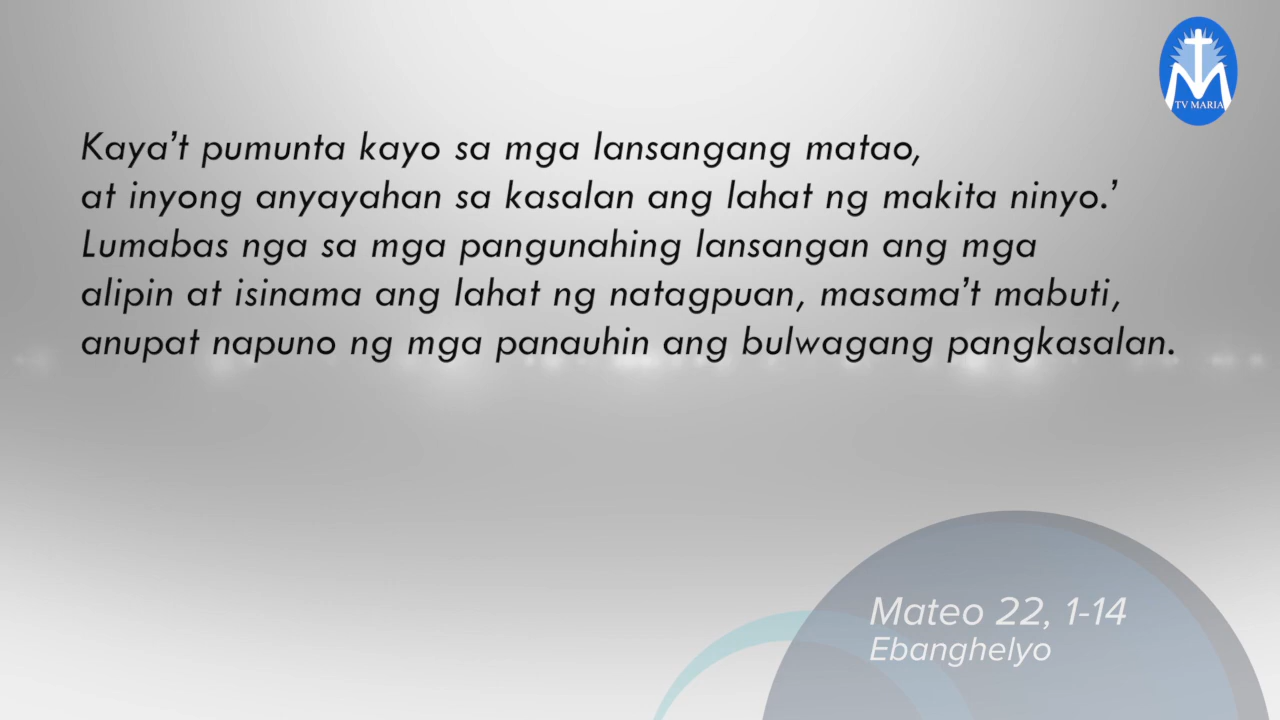 TV MARIA
Kaya’t pumunta kayo sa mga lansangang matao,
at inyong anyayahan sa kasalan ang lahat ng makita ninyo.’
Lumabas nga sa mga pangunahing lansangan ang mga
alipin at isinama ang lahat ng natagpuan, masama’t mabuti,
anupat napuno ng mga panauhin ang bulwagang pangkasalan.
Mateo 22, 1-14
Ebanghelyo